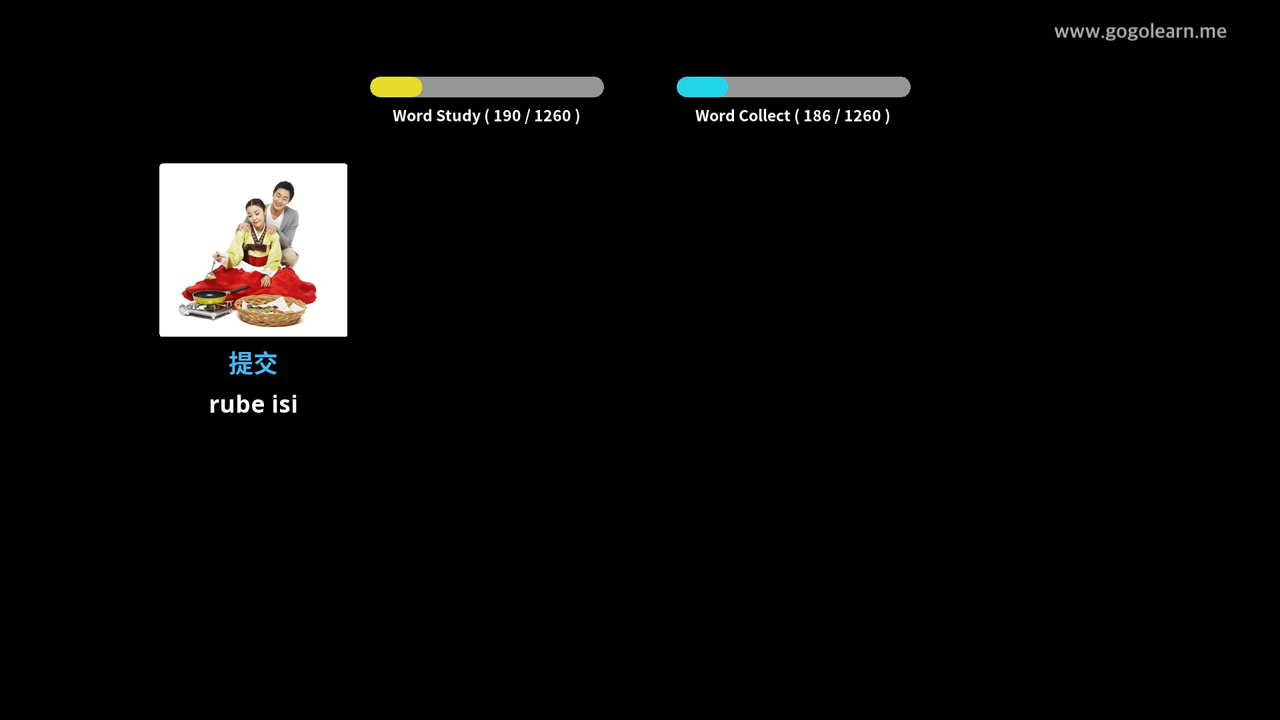 www.gogolearn.me
Word Study ( 190 / 1260 )
Word Collect ( 186 / 1260 )
提交
rube isi